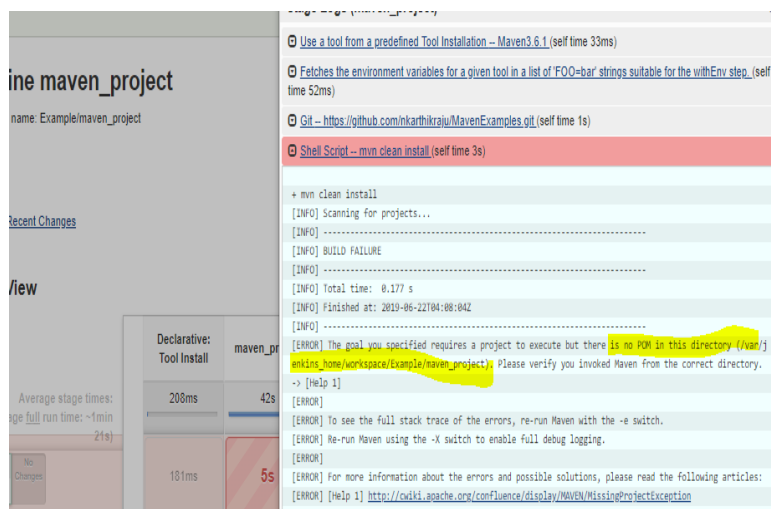 Use a tool from a predefined Tool Installation -- Maven3.6.1 (self time 33ms)
Fetches the environment variables for a given tool in a list of 'FOO=bar' strings suitable for the withEnv step. (self
time 52ms)
ine maven_project
name: Example/maven_project
Git -- https://github.com/nkarthikraju/MavenExamples.git (self time 1s)
Shell Script -- mvn clean install (self time 3s)
+ mvn clean install
[INFO] Scanning for projects...
Recent Changes
[INFO] ------------------------------------------------------------------------
[INFO] BUILD FAILURE
[INFO] ------------------------------------------------------------------------
View
[INFO] Total time: 0.177 s
[INFO] Finished at: 2019-06-22T04:08:04Z
[INFO] ------------------------------------------------------------------------
[ERROR] The goal you specified requires a project to execute but there is no POM in this directory (/var/j
enkins_home/workspace/Example/maven_project). Please verify you invoked Maven from the correct directory.
-> [Help 1]
[ERROR]
[ERROR] To see the full stack trace of the errors, re-run Maven with the -e switch.
[ERROR] Re-run Maven using the -X switch to enable full debug logging.
[ERROR]
[ERROR] For more information about the errors and possible solutions, please read the following articles:
[ERROR] [Help 1] http://cwiki.apache.org/confluence/display/MAVEN/MissingProjectException
Declarative:
Tool Install
maven_pr
Average stage times:
208ms
42s
age full run time: ~1min
21s)
No
Changes
181ms
5s